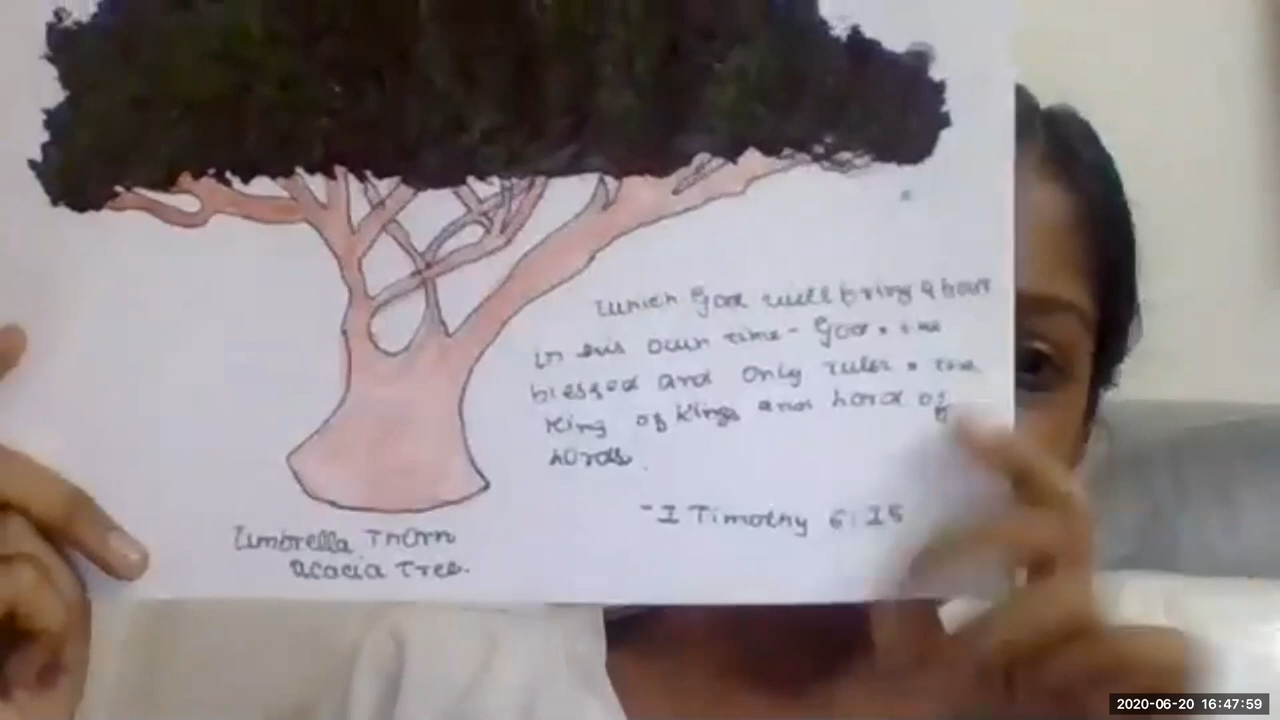 which God will bring about
in his own time - God, the
blessed and only ruler, the
King of Kings and Lord of
Lords.
- I Timothy 6:15
Umbrella Thorn
acacia Tree.
2020-06-20 16:47:59